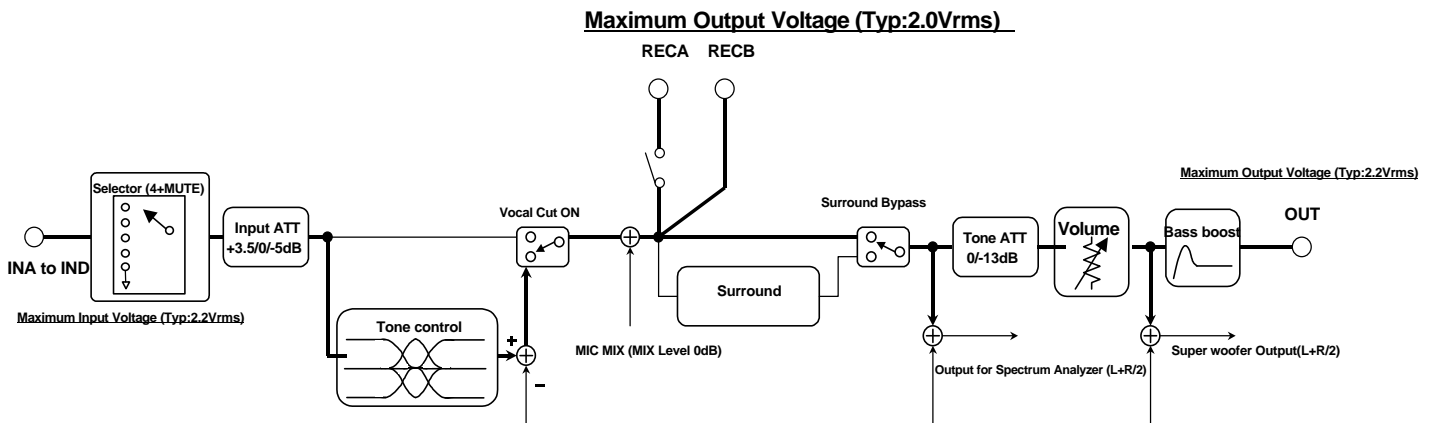 Maximum Output Voltage (Typ:2.0Vrms)
RECA
RECB
Selector (4+MUTE)
INA to IND
Maximum Input Voltage (Typ:2.2Vrms)
Input ATT
+3.5/0/-5dB
Vocal Cut ON
Tone control
+
–
MIC MIX (MIX Level 0dB)
Surround
Surround Bypass
Tone ATT
0/-13dB
Volume
Bass boost
Maximum Output Voltage (Typ:2.2Vrms)
OUT
Output for Spectrum Analyzer (L+R/2)
Super woofer Output(L+R/2)